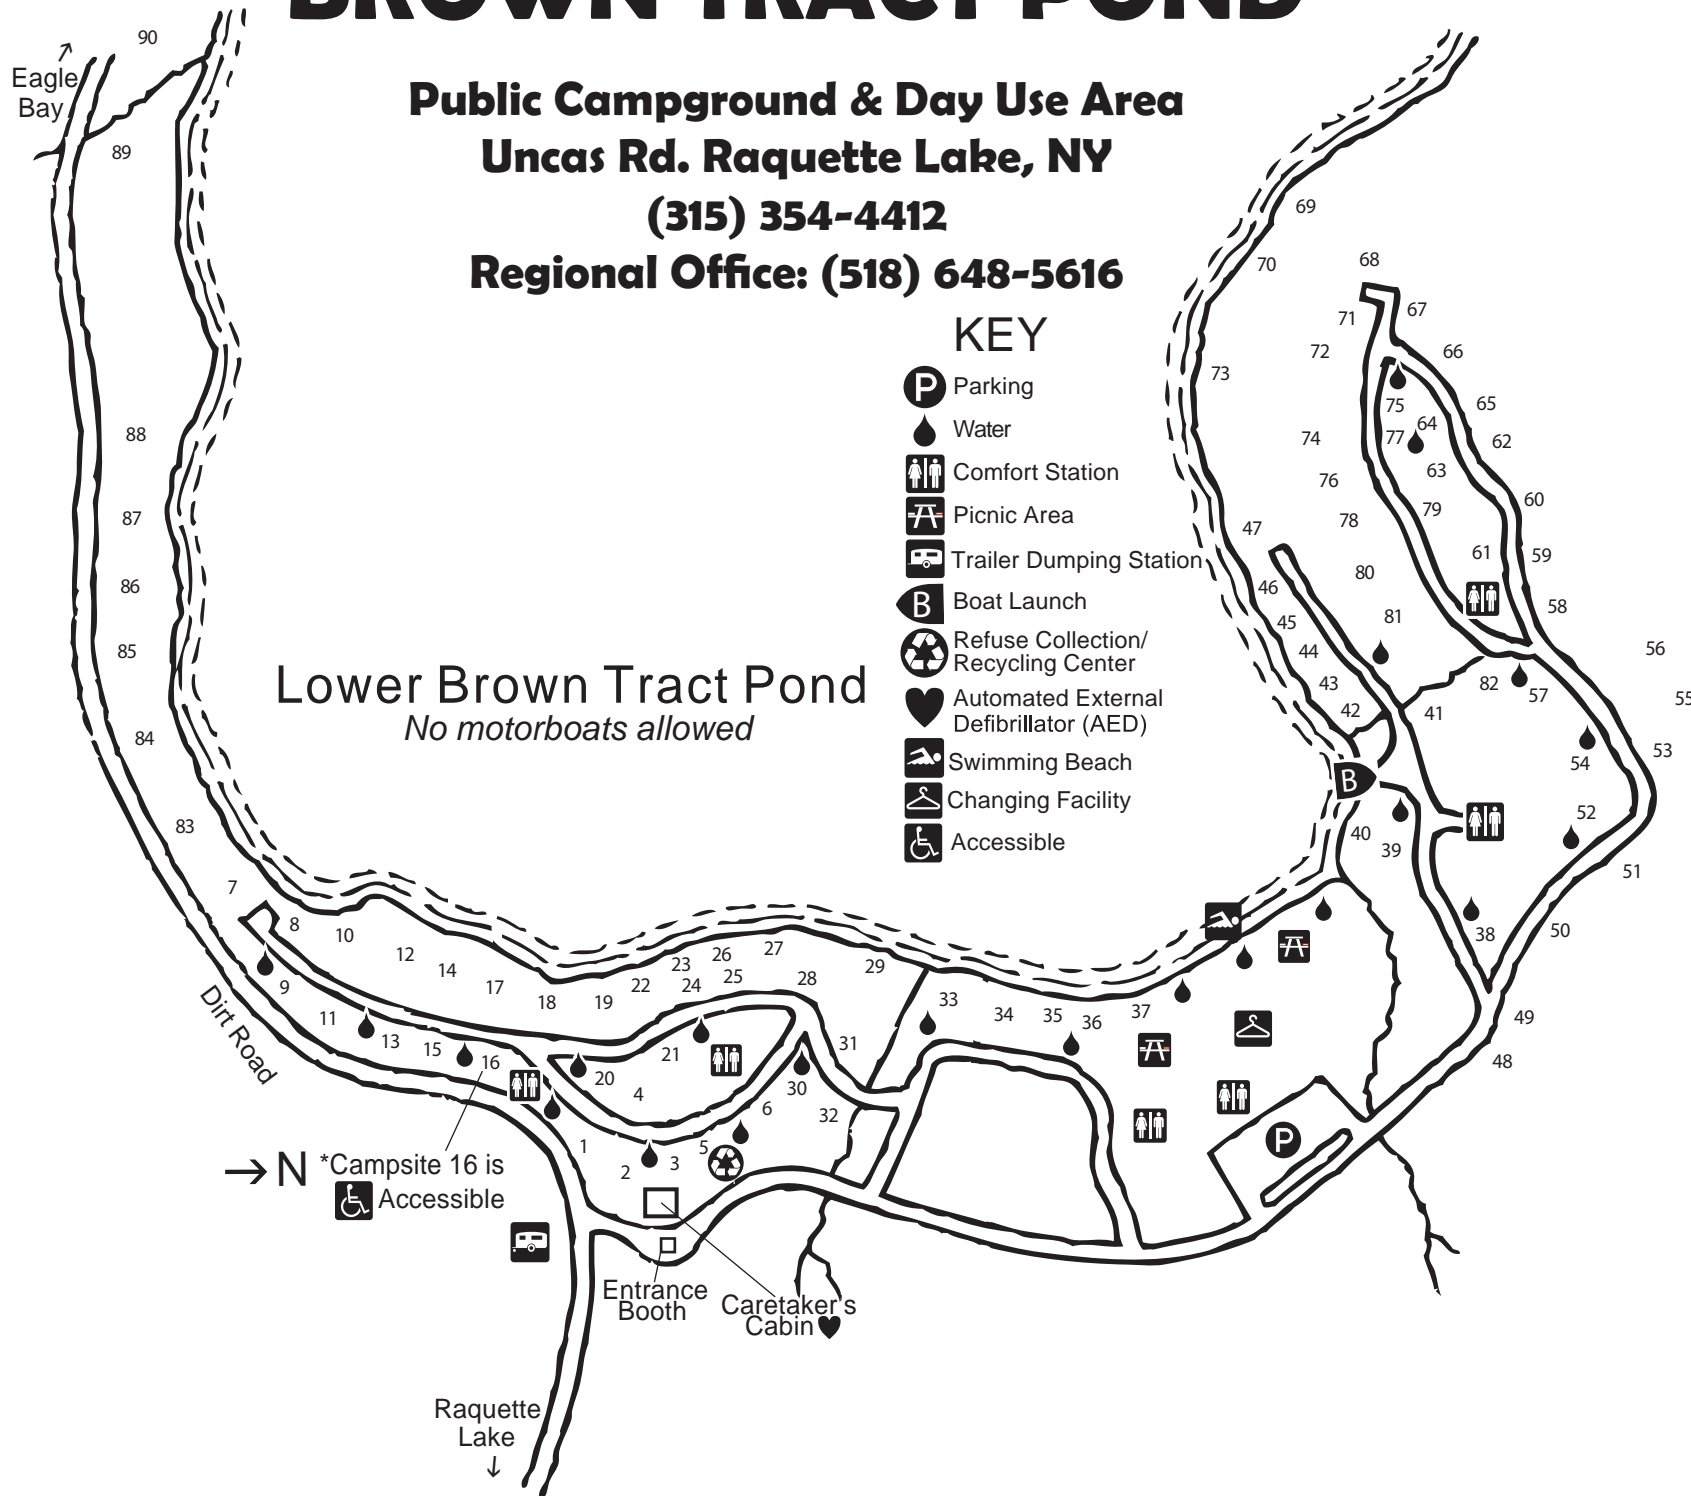 BROWN TRACT POND
Public Campground & Day Use Area
Uncas Rd. Raquette Lake, NY
(315) 354-4412
Regional Office: (518) 648-5616
KEY
P Parking
Water
Comfort Station
Picnic Area
Trailer Dumping Station
B Boat Launch
Refuse Collection/
Recycling Center
Automated External
Defibrillator (AED)
Swimming Beach
Changing Facility
Accessible
Eagle
Bay
Lower Brown Tract Pond
No motorboats allowed
Dirt Road
→ N
*Campsite 16 is
Accessible
Entrance
Booth
Caretaker's
Cabin
Raquette
Lake
B
P
90
89
88
87
86
85
84
83
7
8
10
12
14
17
18
19
22
23
24
26
25
27
28
29
9
11
13
15
16
20
21
4
1
2
3
5
6
30
31
32
33
34
35
36
37
38
39
40
41
42
43
44
45
46
47
48
49
50
51
52
53
54
55
56
57
58
59
60
61
62
63
64
65
66
67
68
69
70
71
72
73
74
75
76
77
78
79
80
81
82